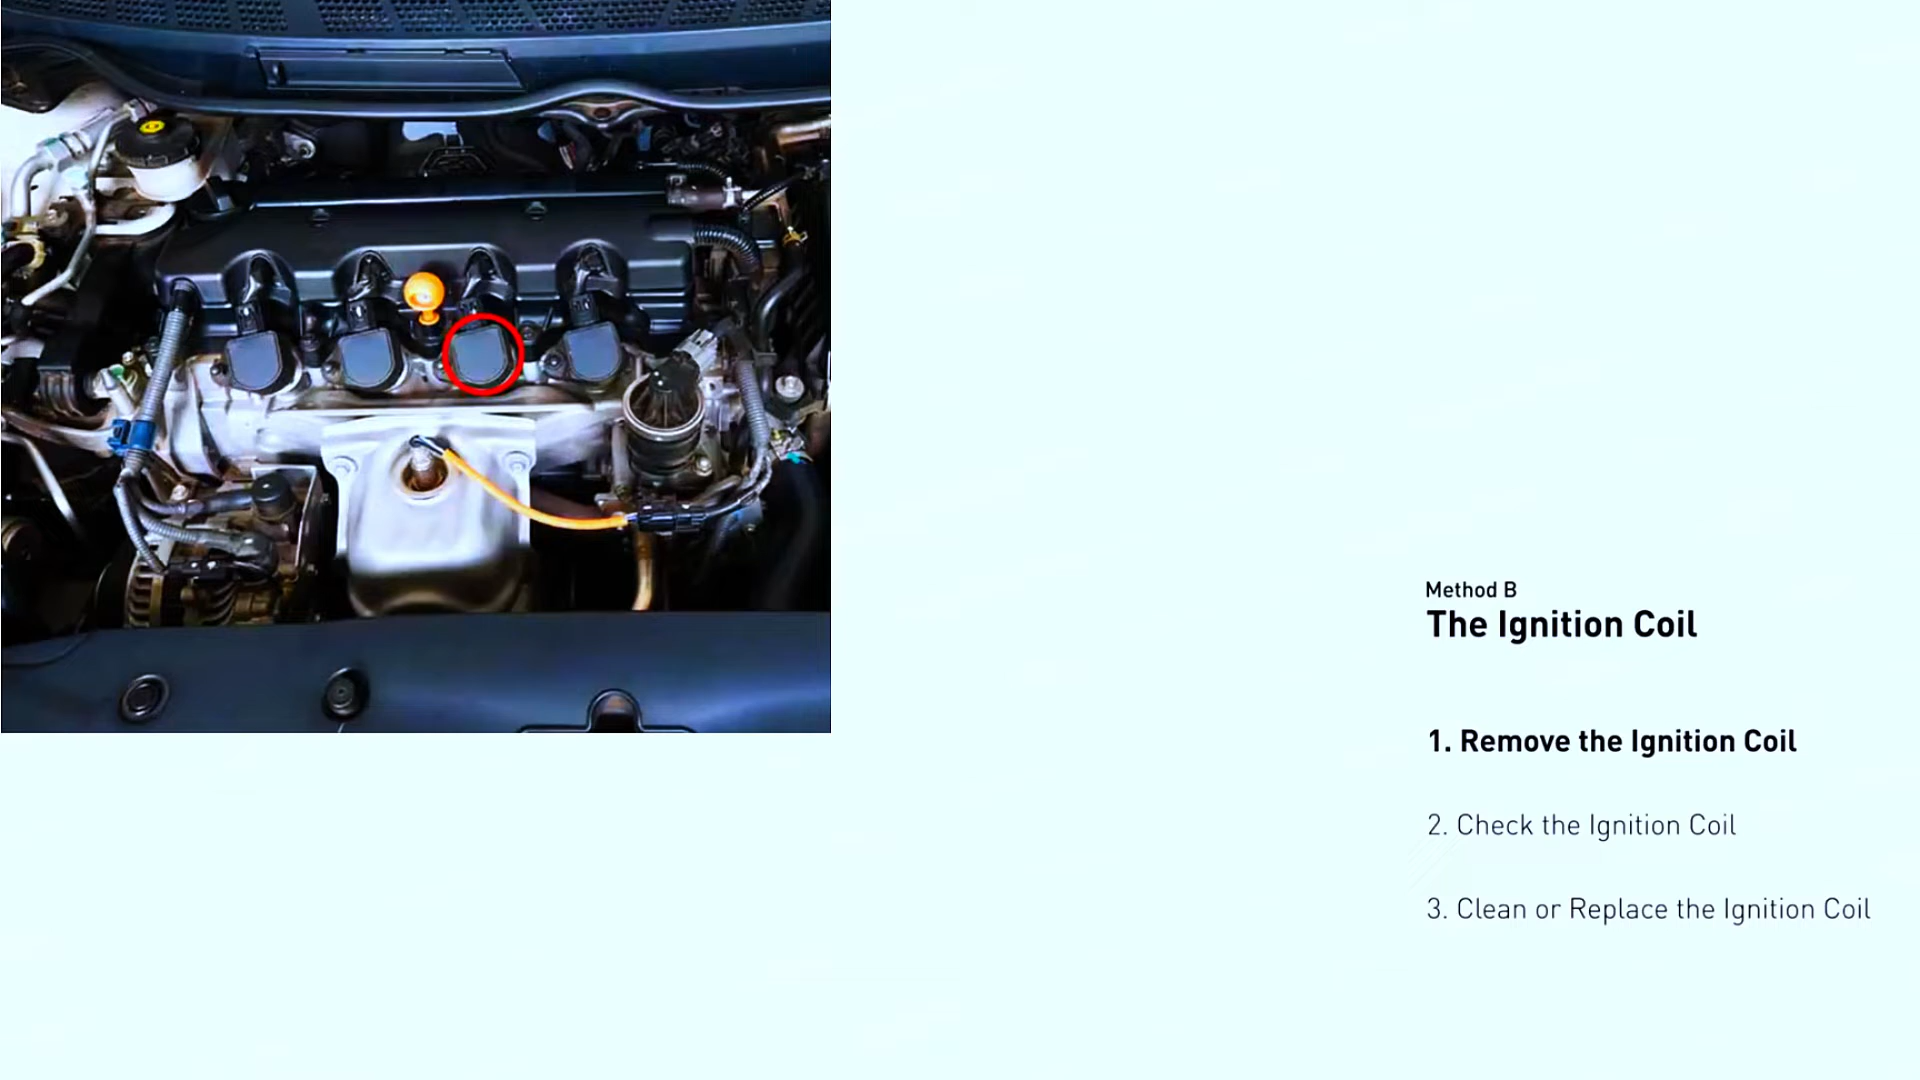 Method B
The Ignition Coil
1. Remove the Ignition Coil
2. Check the Ignition Coil
3. Clean or Replace the Ignition Coil